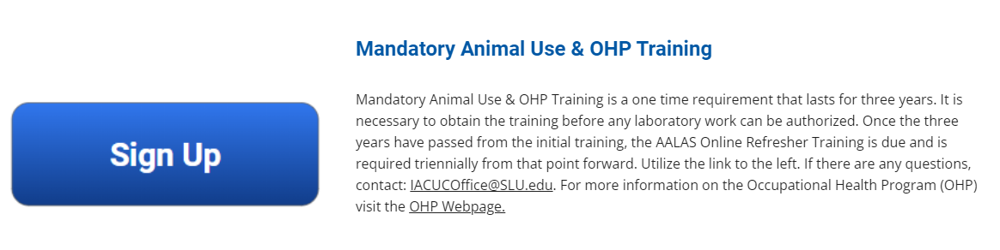 Mandatory Animal Use & OHP Training
Sign Up
Mandatory Animal Use & OHP Training is a one time requirement that lasts for three years. It is
necessary to obtain the training before any laboratory work can be authorized. Once the three
years have passed from the initial training, the AALAS Online Refresher Training is due and is
required triennially from that point forward. Utilize the link to the left. If there are any questions,
contact: IACUCOffice@SLU.edu. For more information on the Occupational Health Program (OHP)
visit the OHP Webpage.